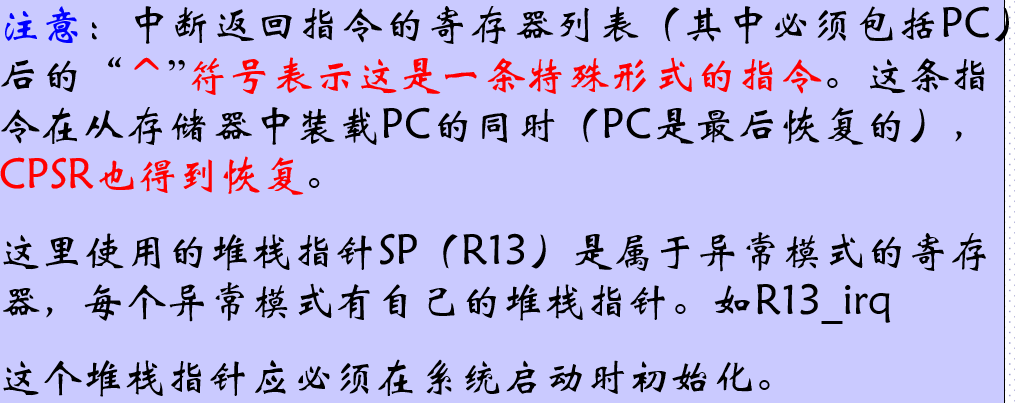 注意：中断返回指令的寄存器列表（其中必须包括PC）
后的“^”符号表示这是一条特殊形式的指令。这条指
令在从存储器中装载PC的同时（PC是最后恢复的），
CPSR也得到恢复。
这里使用的堆栈指针SP（R13）是属于异常模式的寄存
器，每个异常模式有自己的堆栈指针。如R13_irq
这个堆栈指针应必须在系统启动时初始化。